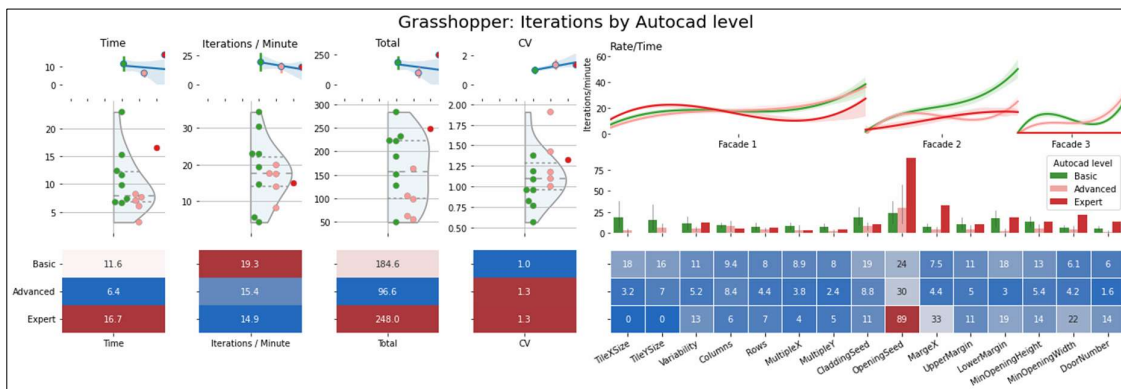 Grasshopper: Iterations by Autocad level
Time
Iterations / Minute
Total
CV
Rate/Time
10
0
25
0
250
0
2
0
60
40
20
0
Iterations/minute
Facade 1
Facade 2
Facade 3
20
15
10
5
30
20
10
300
250
200
150
100
50
2.00
1.75
1.50
1.25
1.00
0.75
0.50
75
50
25
0
Autocad level
Basic
Advanced
Expert
Basic 11.6 19.3 184.6 1.0 18 16 11 9.4 8 8.9 8 19 24 7.5 11 18 13 6.1 6
Advanced 6.4 15.4 96.6 1.3 3.2 7 5.2 8.4 4.4 3.8 2.4 8.8 30 4.4 5 3 5.4 4.2 1.6
Expert 16.7 14.9 248.0 1.3 0 0 13 6 7 4 5 11 89 33 11 19 14 22 14
Time
Iterations / Minute
Total
CV
TileXSize
TileYSize
Variability
Columns
Rows
MultipleX
MultipleY
CladdingSeed
OpeningSeed
MargeX
UpperMargin
LowerMargin
MinOpeningHeight
MinOpeningWidth
DoorNumber